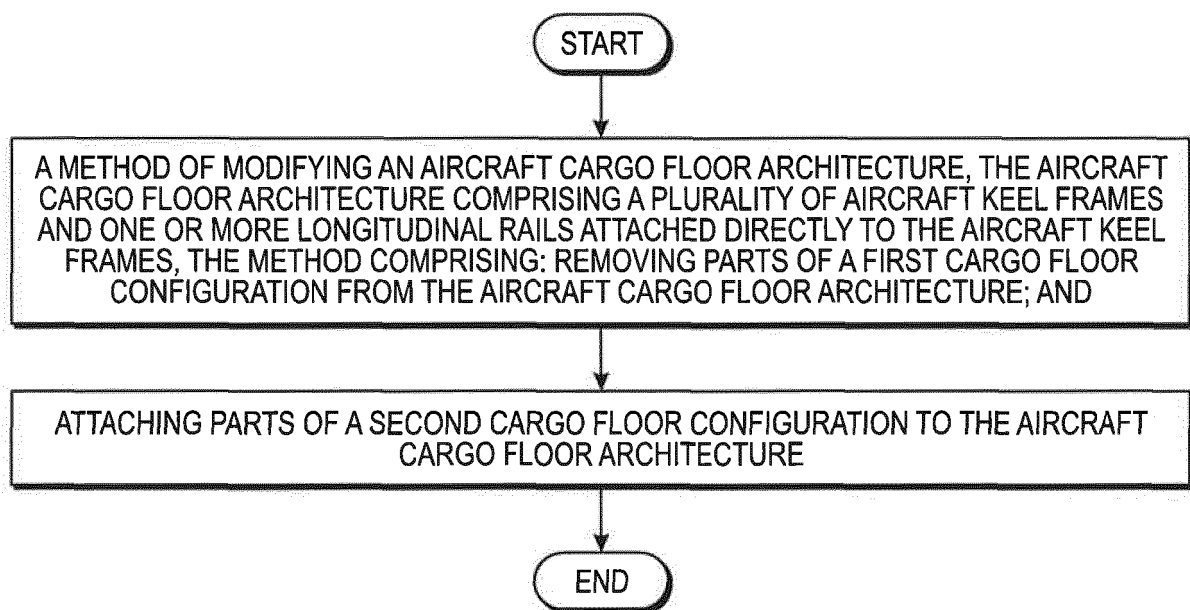 START
A METHOD OF MODIFYING AN AIRCRAFT CARGO FLOOR ARCHITECTURE, THE AIRCRAFT
CARGO FLOOR ARCHITECTURE COMPRISING A PLURALITY OF AIRCRAFT KEEL FRAMES
AND ONE OR MORE LONGITUDINAL RAILS ATTACHED DIRECTLY TO THE AIRCRAFT KEEL
FRAMES, THE METHOD COMPRISING: REMOVING PARTS OF A FIRST CARGO FLOOR
CONFIGURATION FROM THE AIRCRAFT CARGO FLOOR ARCHITECTURE; AND
ATTACHING PARTS OF A SECOND CARGO FLOOR CONFIGURATION TO THE AIRCRAFT
CARGO FLOOR ARCHITECTURE
END